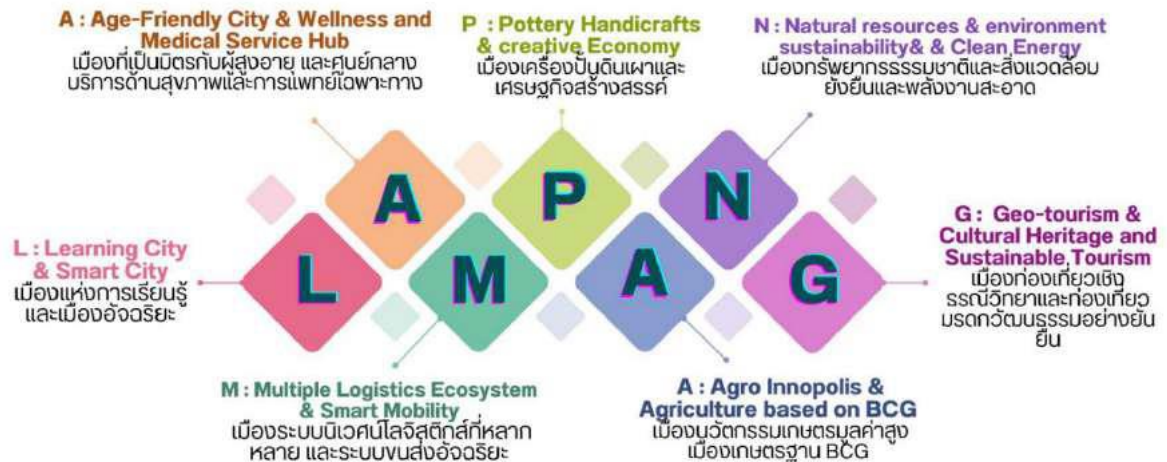 A : Age-Friendly City & Wellness and
Medical Service Hub
เมืองที่เป็นมิตรกับผู้สูงอายุ และศูนย์กลาง
บริการด้านสุขภาพและการแพทย์เฉพาะทาง
P : Pottery Handicrafts
& creative Economy
เมืองเครื่องปั้นดินเผาและ
เศรษฐกิจสร้างสรรค์
N : Natural resources & environment
sustainability& & Clean Energy
เมืองทรัพยากรธรรมชาติและสิ่งแวดล้อม
ยั่งยืนและพลังงานสะอาด
A
P
N
L : Learning City
& Smart City
เมืองแห่งการเรียนรู้
และเมืองอัจฉริยะ
L
M
A
G
G : Geo-tourism &
Cultural Heritage and
Sustainable Tourism
เมืองท่องเที่ยวเชิง
ธรณีวิทยาและท่องเที่ยว
มรดกวัฒนธรรมอย่างยั่น
ยืน
M : Multiple Logistics Ecosystem
& Smart Mobility
เมืองระบบนิเวศน์โลจิสติกส์ที่หลาก
หลาย และระบบขนส่งอัจฉริยะ
A : Agro Innopolis &
Agriculture based on BCG
เมืองนวัตกรรมเกษตรมูลค่าสูง
เมืองเกษตรฐาน BCG